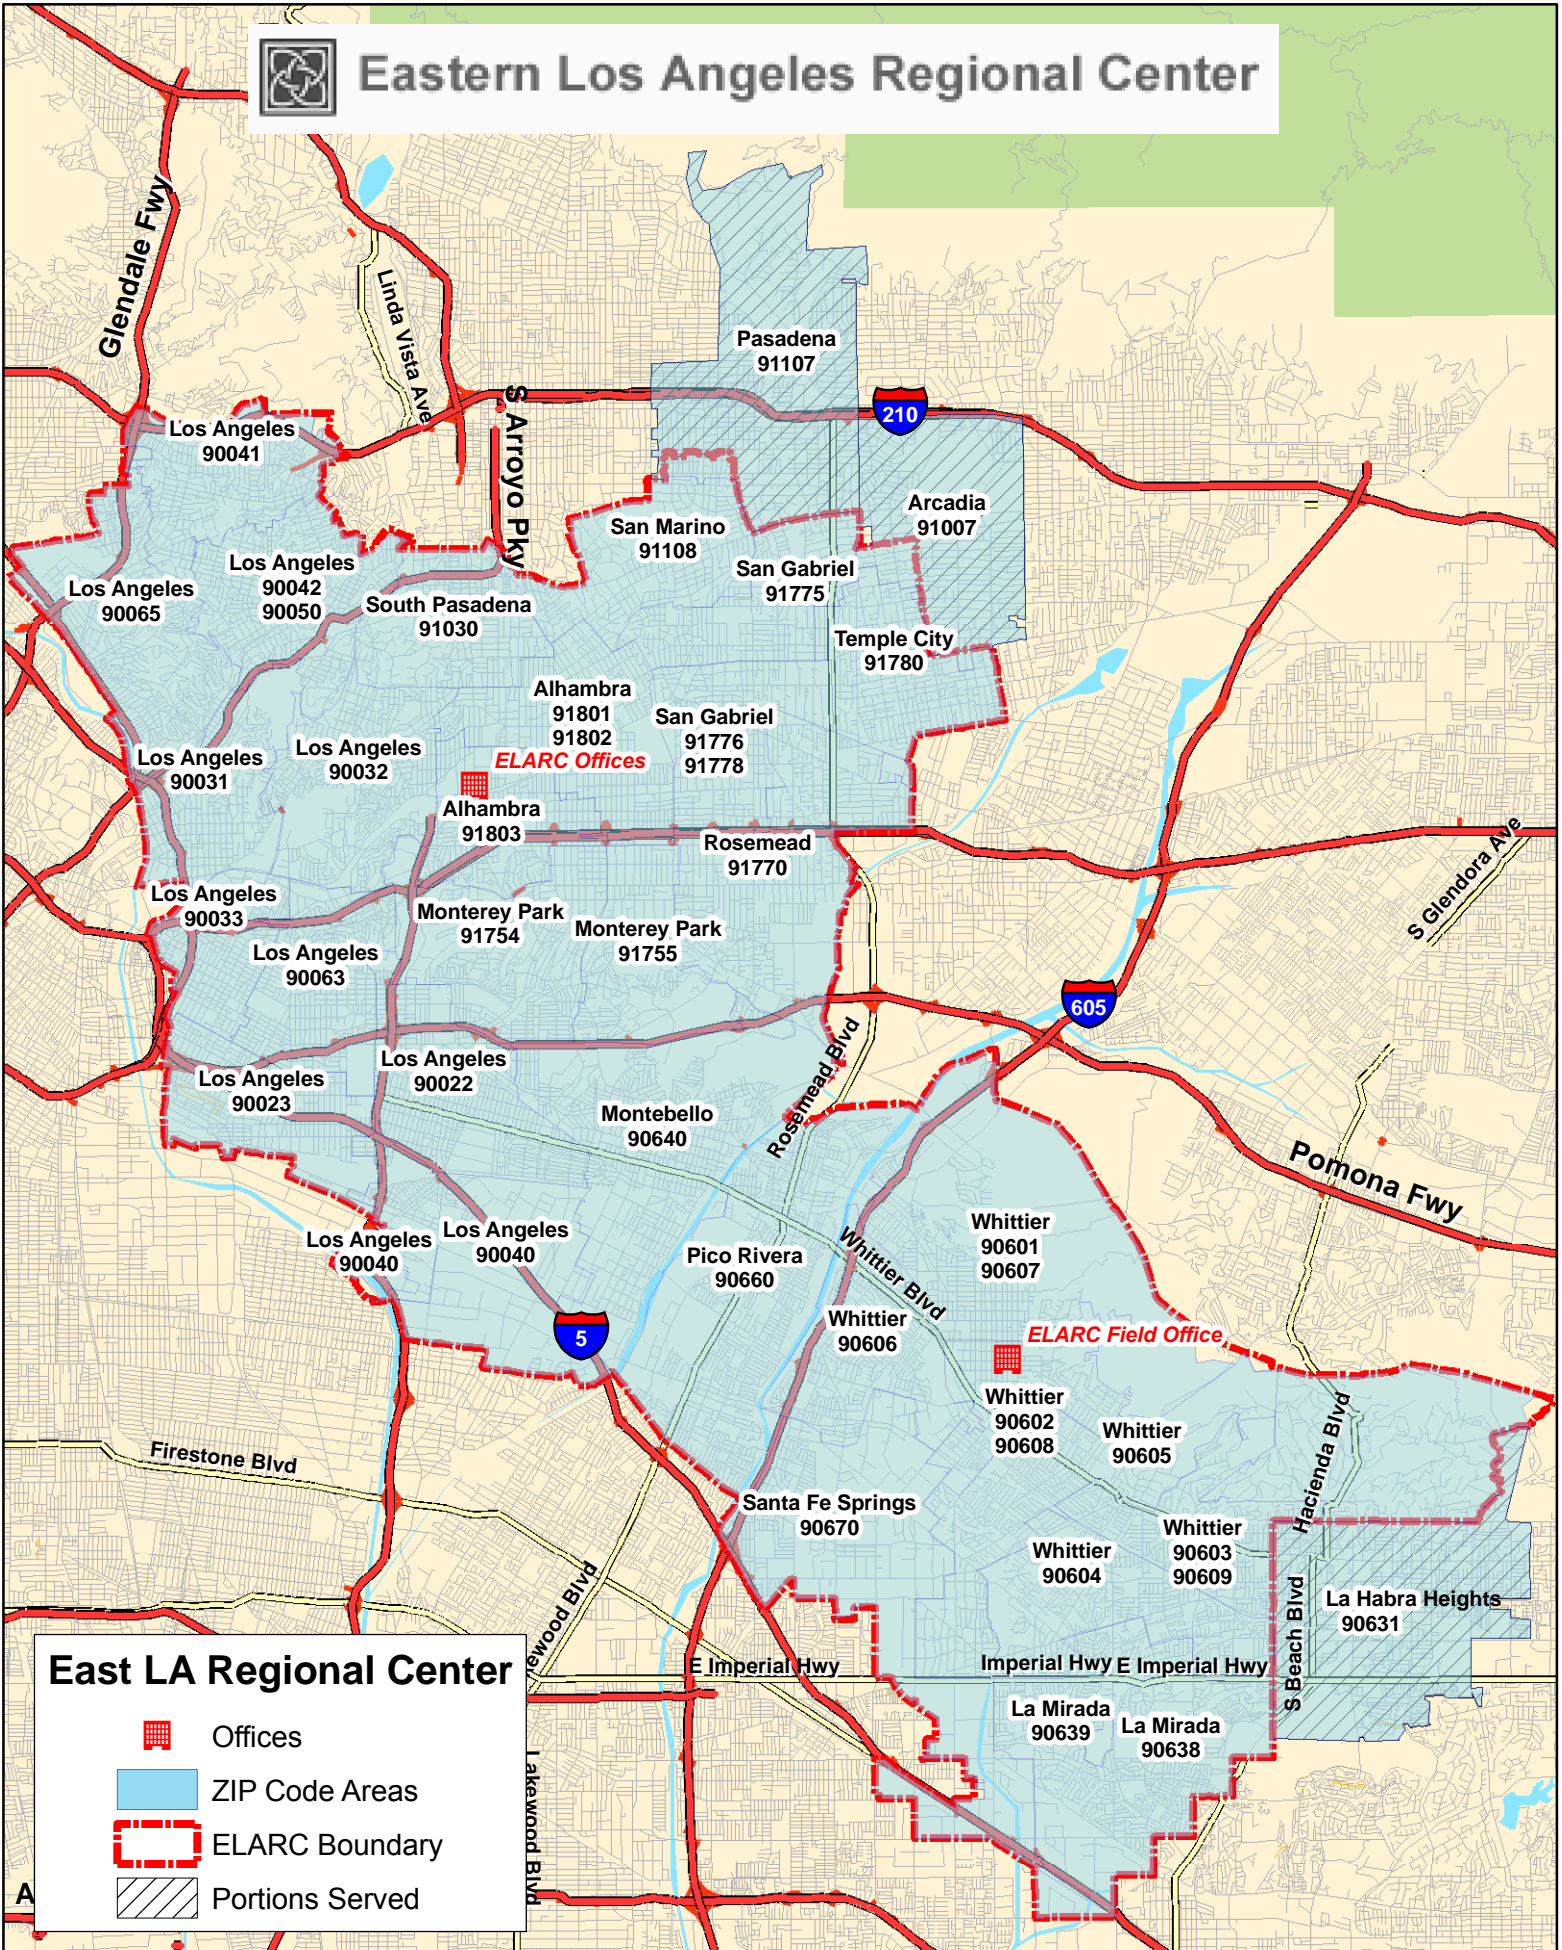 Eastern Los Angeles Regional Center
Glendale Fwy
Linda Vista Ave
S Arroyo Pky
Pasadena
91107
210
Los Angeles
90041
San Marino
91108
Arcadia
91007
San Gabriel
91775
Los Angeles
90065
Los Angeles
90042
90050
South Pasadena
91030
Temple City
91780
Alhambra
91801
91802
San Gabriel
91776
91778
ELARC Offices
Los Angeles
90031
Los Angeles
90032
Alhambra
91803
Rosemead
91770
S Glendora Ave
Los Angeles
90033
Monterey Park
91754
Monterey Park
91755
Los Angeles
90063
605
Rosemead Blvd
Los Angeles
90022
Los Angeles
90023
Montebello
90640
Pomona Fwy
Los Angeles
90040
Los Angeles
90040
Pico Rivera
90660
Whittier Blvd
Whittier
90601
90607
5
Whittier
90606
ELARC Field Office
Whittier
90602
90608
Whittier
90605
Hacienda Blvd
Firestone Blvd
Santa Fe Springs
90670
Whittier
90604
Whittier
90603
90609
La Habra Heights
90631
S Beach Blvd
ewood Blvd
E Imperial Hwy
Imperial Hwy
E Imperial Hwy
La Mirada
90639
La Mirada
90638
Lakewood Blvd
A
East LA Regional Center
Offices
ZIP Code Areas
ELARC Boundary
Portions Served